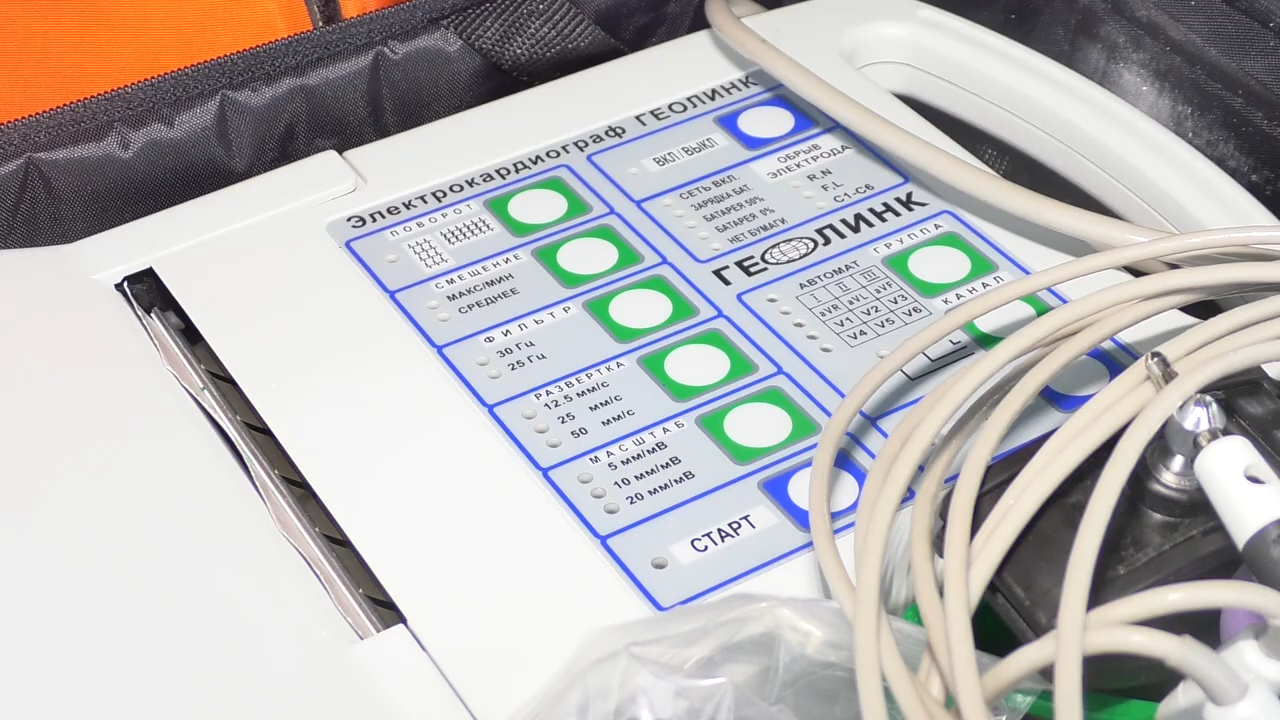 Электрокардиограф ГЕОЛИНК
ПОВОРОТ
СМЕЩЕНИЕ
МАКС/МИН
СРЕДНЕЕ
ФИЛЬТР
30 Гц
25 Гц
РАЗВЕРТКА
12.5 мм/с
25 мм/с
50 мм/с
МАСШТАБ
5 мм/мВ
10 мм/мВ
20 мм/мВ
СТАРТ
ВКЛ/ВЫКЛ
СЕТЬ ВКЛ.
ЗАРЯДКА БАТ.
БАТАРЕЯ 50%
БАТАРЕЯ 0%
НЕТ БУМАГИ
ОБРЫВ
ЭЛЕКТРОДА
R.N
F.L
C1-C6
ГЕОЛИНК
ГРУППА
АВТОМАТ
I II III
aVR aVL aVF
V1 V2 V3
V4 V5 V6
КАНАЛ